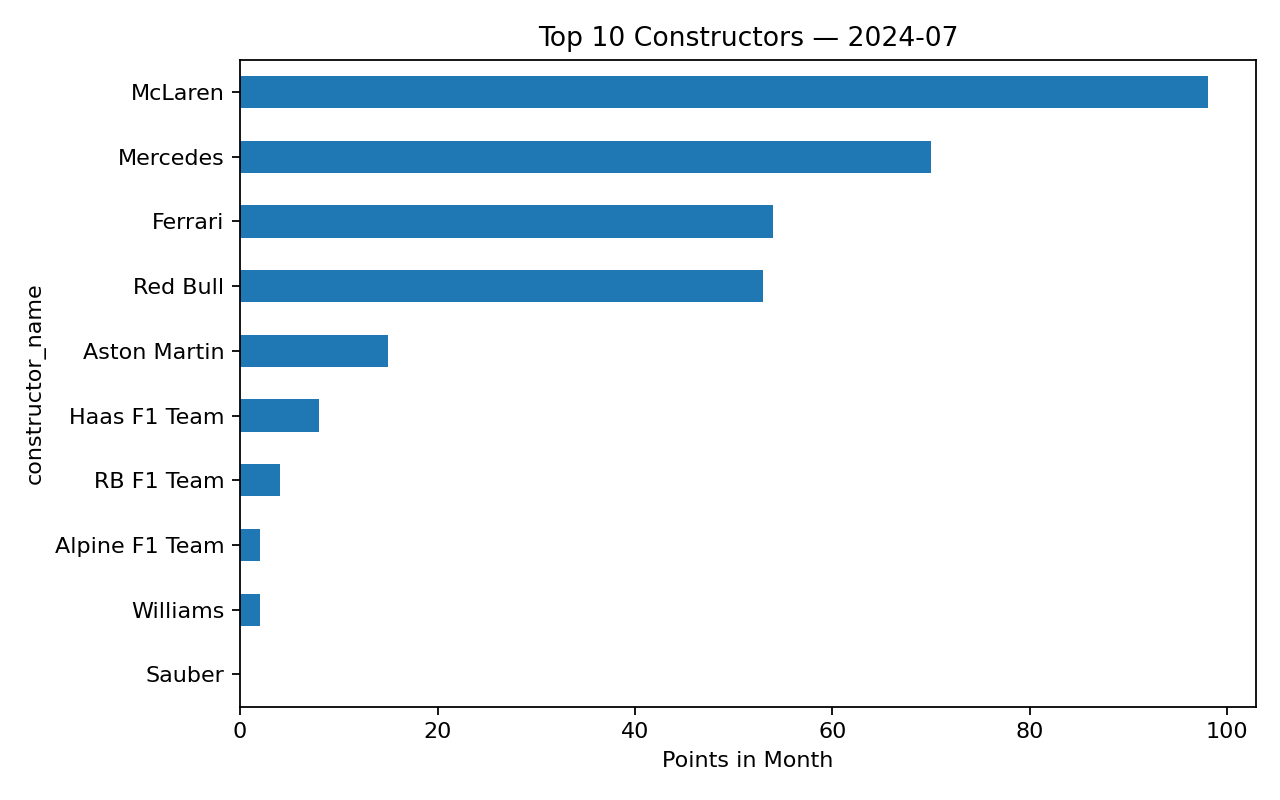 Top 10 Constructors — 2024-07
constructor_name
McLaren
Mercedes
Ferrari
Red Bull
Aston Martin
Haas F1 Team
RB F1 Team
Alpine F1 Team
Williams
Sauber
0 20 40 60 80 100
Points in Month